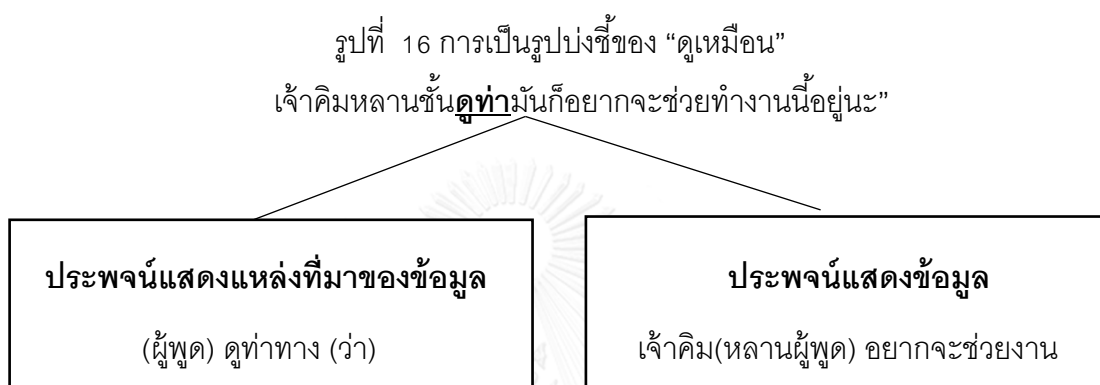 รูปที่ 16 การเป็นรูปบ่งชี้ของ “ดูเหมือน”
เจ้าคิมหลานชั้นดูท่ามันก็อยากจะช่วยทำงานนี้อยู่นะ”
ประพจน์แสดงแหล่งที่มาของข้อมูล
(ผู้พูด) ดูท่าทาง (ว่า)
ประพจน์แสดงข้อมูล
เจ้าคิม(หลานผู้พูด) อยากจะช่วยงาน